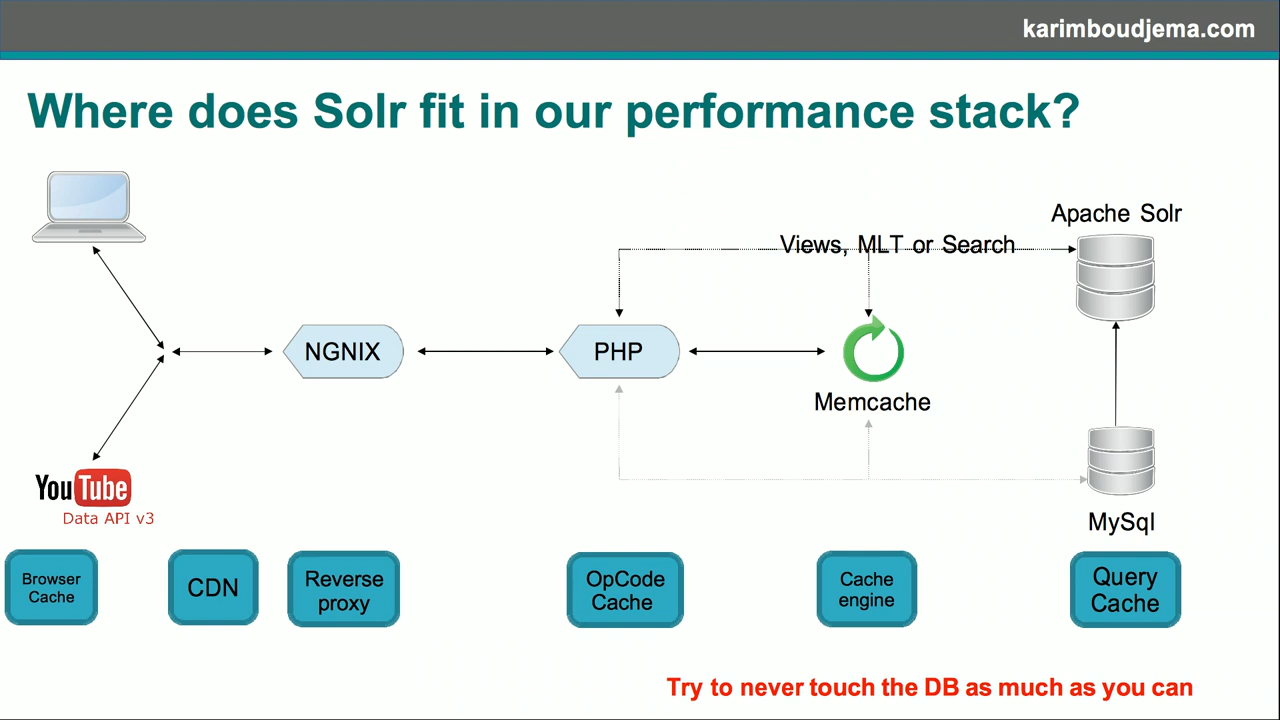 karimboudjema.com
Where does Solr fit in our performance stack?
Apache Solr
Views, MLT or Search
NGNIX
PHP
Memcache
YouTube
Data API v3
MySql
Browser
Cache
CDN
Reverse
proxy
OpCode
Cache
Cache
engine
Query
Cache
Try to never touch the DB as much as you can